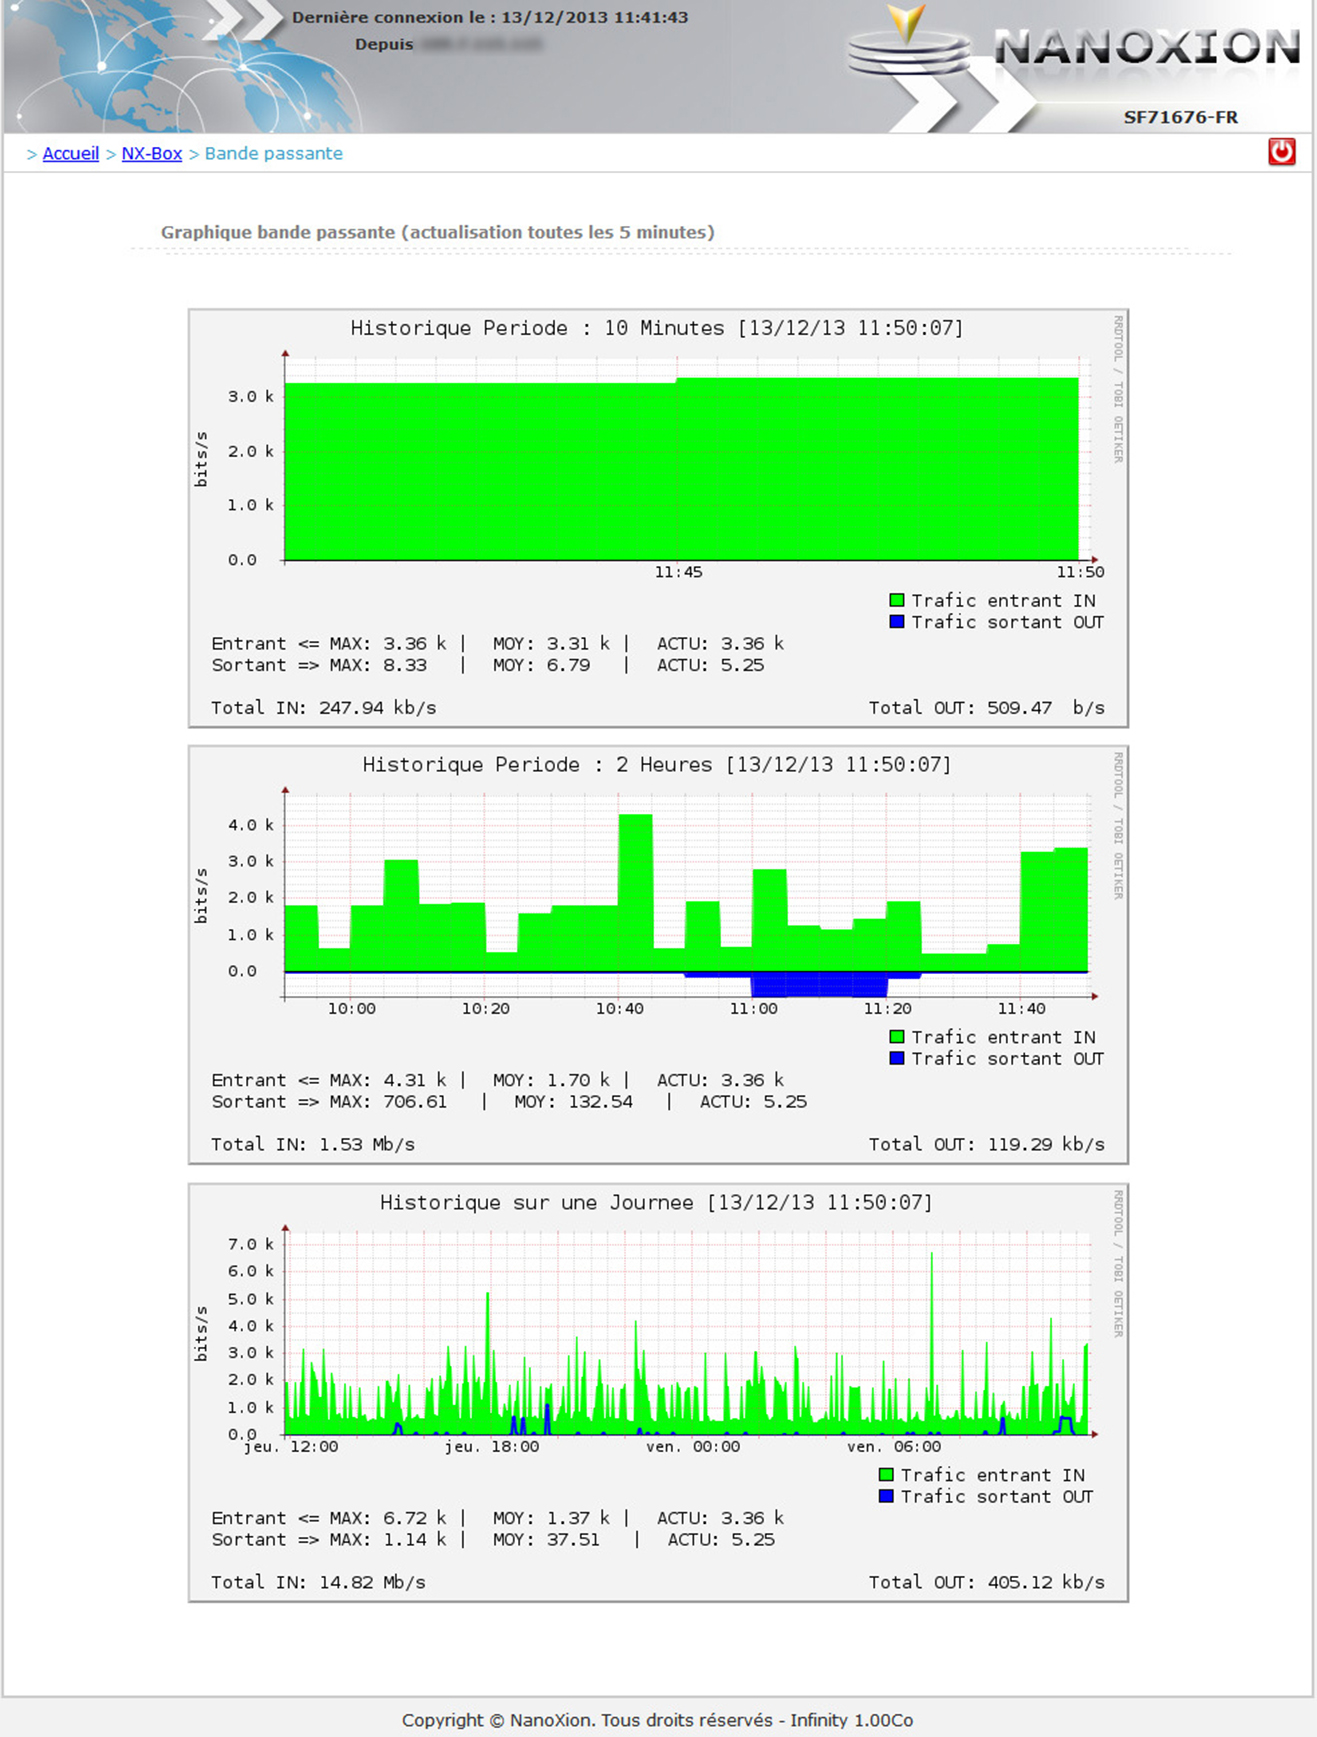 Dernière connexion le : 13/12/2013 11:41:43
Depuis
NANOXION
SF71676-FR
> Accueil > NX-Box > Bande passante
Graphique bande passante (actualisation toutes les 5 minutes)
Historique Periode : 10 Minutes [13/12/13 11:50:07]
RRDTOOL / TOBI OETIKER
bits/s
3.0 k
2.0 k
1.0 k
0.0
11:45 11:50
Trafic entrant IN
Trafic sortant OUT
Entrant <= MAX: 3.36 k | MOY: 3.31 k | ACTU: 3.36 k
Sortant => MAX: 8.33 | MOY: 6.79 | ACTU: 5.25
Total IN: 247.94 kb/s Total OUT: 509.47 b/s
Historique Periode : 2 Heures [13/12/13 11:50:07]
RRDTOOL / TOBI OETIKER
bits/s
4.0 k
3.0 k
2.0 k
1.0 k
0.0
10:00 10:20 10:40 11:00 11:20 11:40
Trafic entrant IN
Trafic sortant OUT
Entrant <= MAX: 4.31 k | MOY: 1.70 k | ACTU: 3.36 k
Sortant => MAX: 706.61 | MOY: 132.54 | ACTU: 5.25
Total IN: 1.53 Mb/s Total OUT: 119.29 kb/s
Historique sur une Journee [13/12/13 11:50:07]
RRDTOOL / TOBI OETIKER
bits/s
7.0 k
6.0 k
5.0 k
4.0 k
3.0 k
2.0 k
1.0 k
0.0
jeu. 12:00 jeu. 18:00 ven. 00:00 ven. 06:00
Trafic entrant IN
Trafic sortant OUT
Entrant <= MAX: 6.72 k | MOY: 1.37 k | ACTU: 3.36 k
Sortant => MAX: 1.14 k | MOY: 37.51 | ACTU: 5.25
Total IN: 14.82 Mb/s Total OUT: 405.12 kb/s
Copyright © NanoXion. Tous droits réservés - Infinity 1.00Co